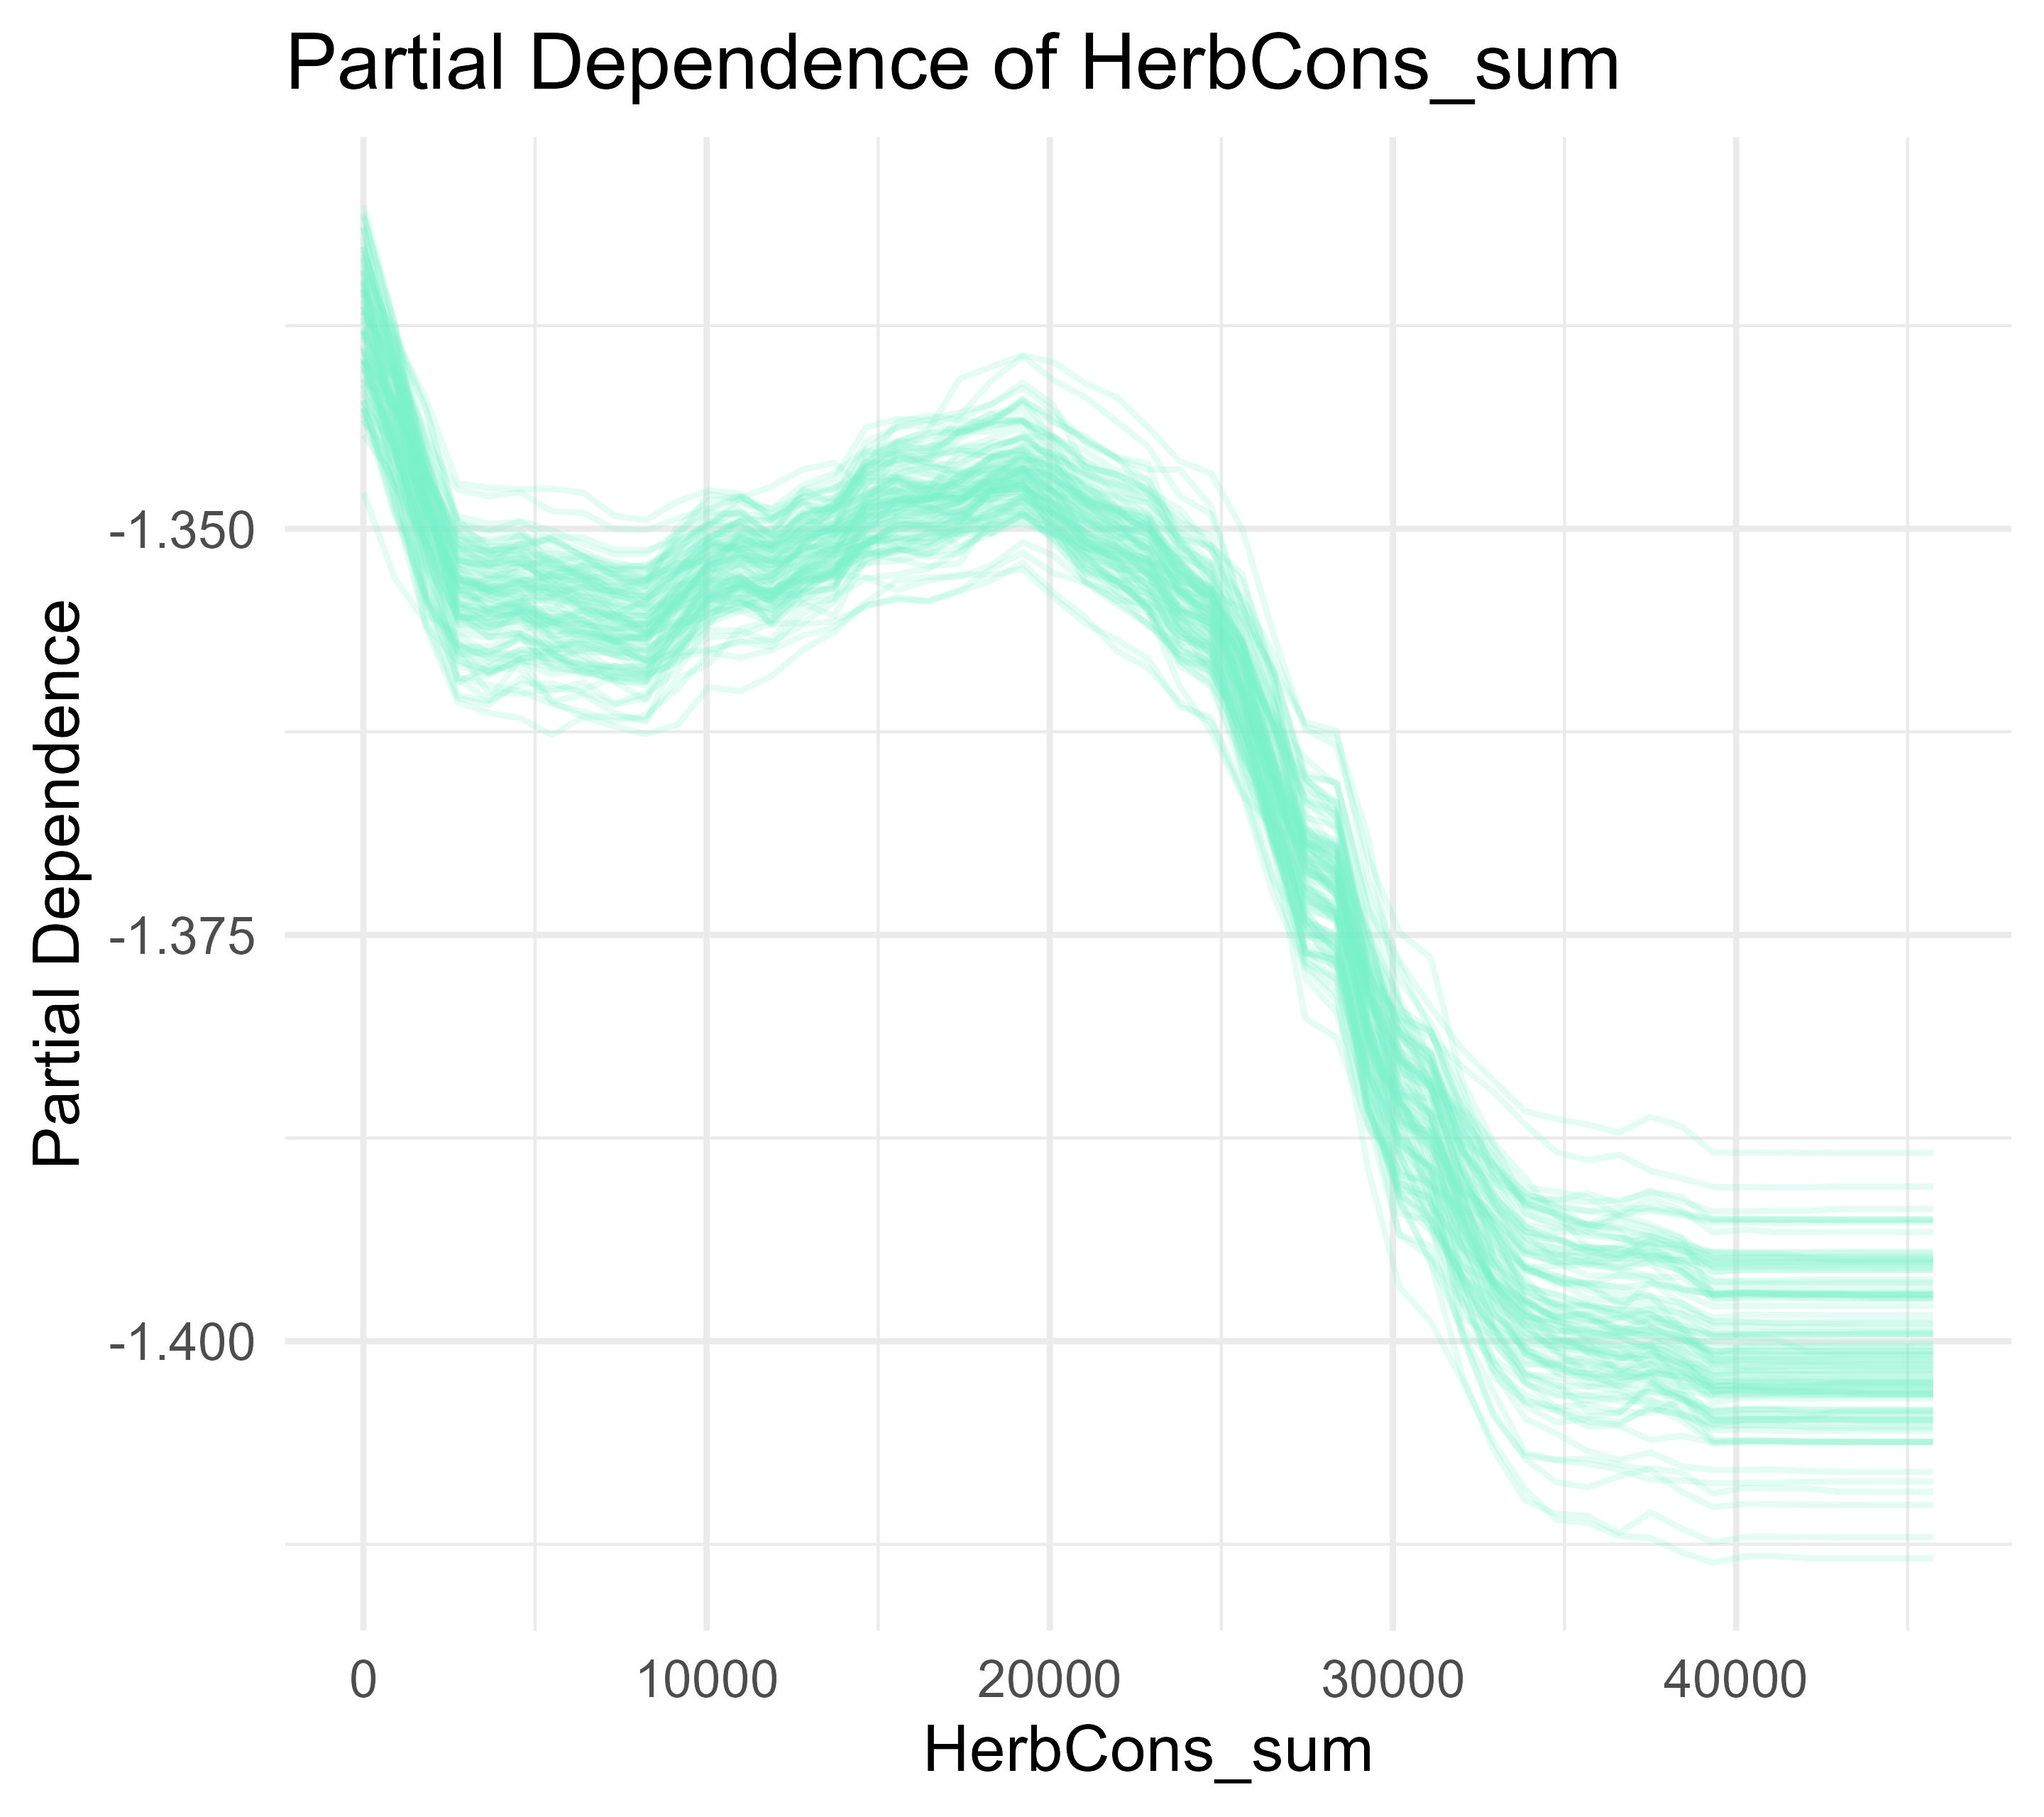 Partial Dependence of HerbCons_sum
Partial Dependence
-1.350
-1.375
-1.400
0 10000 20000 30000 40000
HerbCons_sum